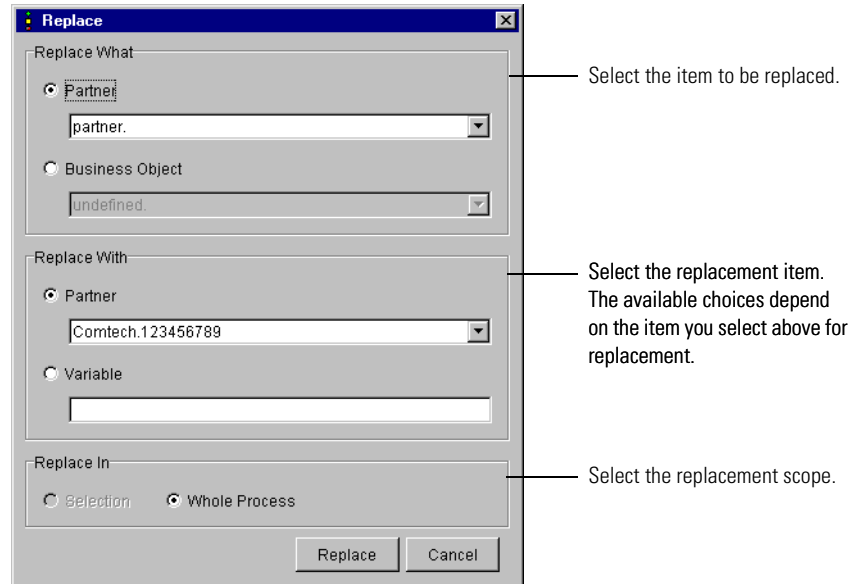 Replace
Replace What
Partner
partner.
Business Object
undefined.
Select the item to be replaced.
Replace With
Partner
Comtech.123456789
Variable
Select the replacement item.
The available choices depend
on the item you select above for
replacement.
Replace In
Selection
Whole Process
Select the replacement scope.
Replace
Cancel